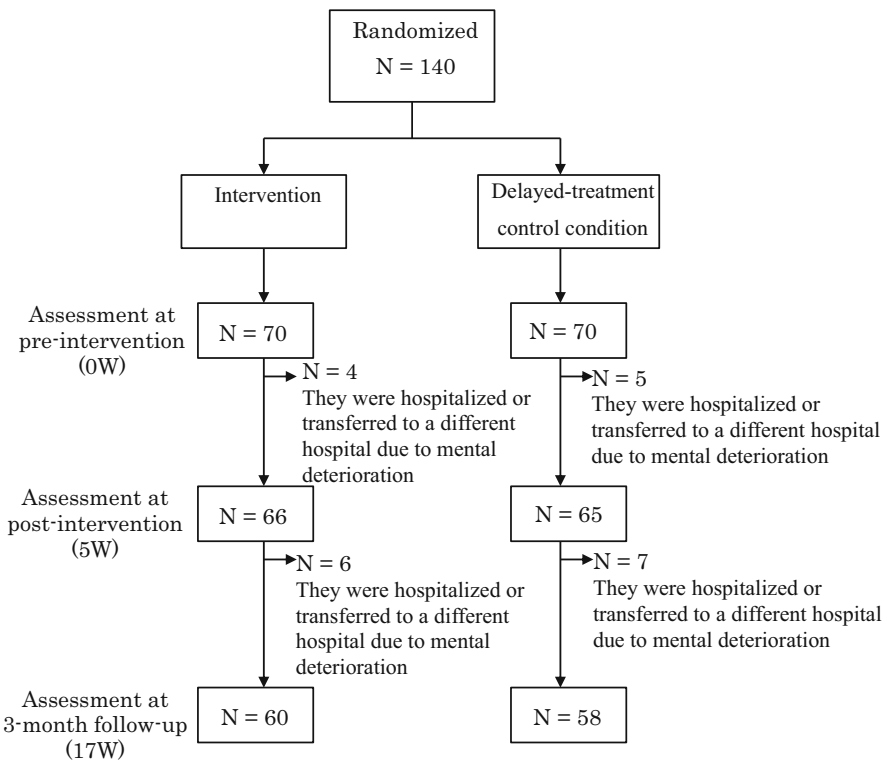 Randomized
N = 140
Intervention
Delayed-treatment
control condition
Assessment at
pre-intervention
(0W)
N = 70
N = 70
N = 4
They were hospitalized or
transferred to a different
hospital due to mental
deterioration
N = 5
They were hospitalized or
transferred to a different hospital
due to mental deterioration
Assessment at
post-intervention
(5W)
N = 66
N = 65
N = 6
They were hospitalized or
transferred to a different
hospital due to mental
deterioration
N = 7
They were hospitalized or
transferred to a different hospital
due to mental deterioration
Assessment at
3-month follow-up
(17W)
N = 60
N = 58